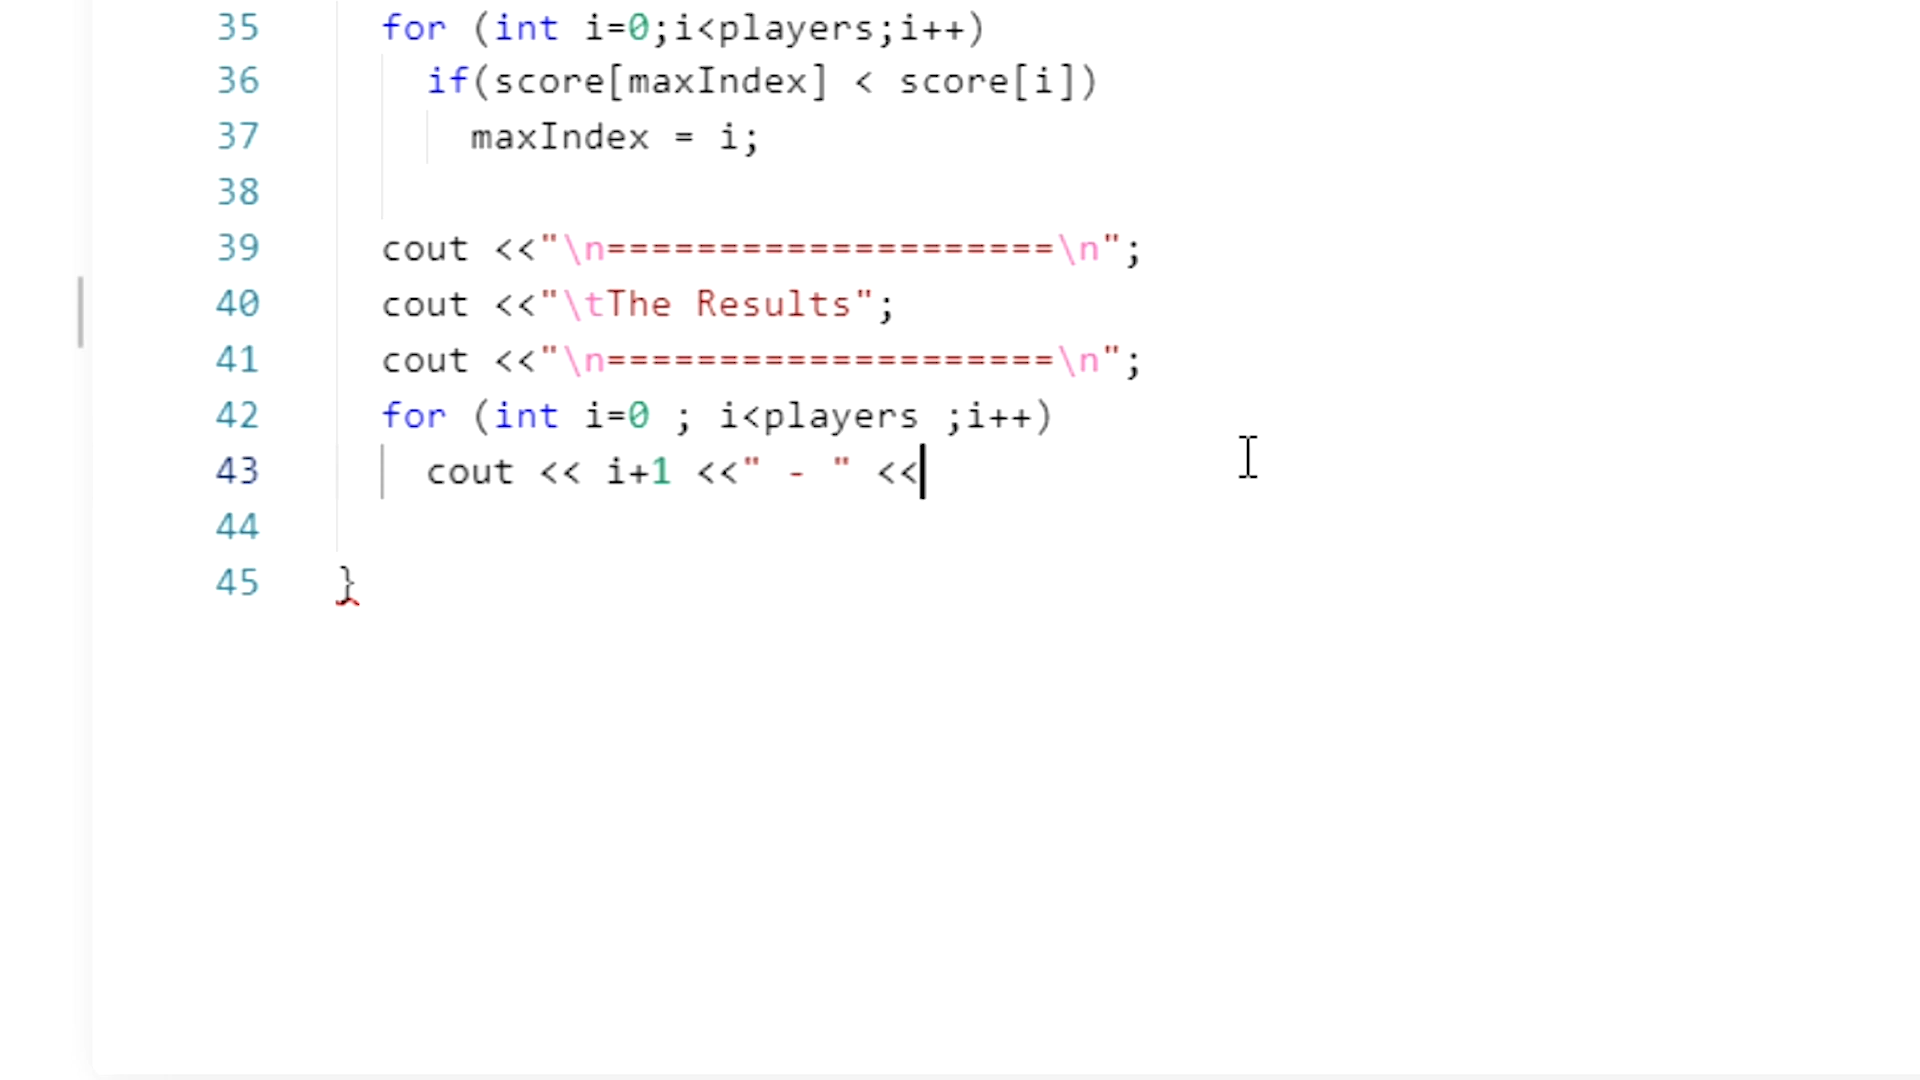 35 for (int i=0;i<players;i++)
36 if(score[maxIndex] < score[i])
37 maxIndex = i;
38
39 cout <<"\n====================\n";
40 cout <<"\tThe Results";
41 cout <<"\n====================\n";
42 for (int i=0 ; i<players ;i++)
43 cout << i+1 <<" - " <<
44
45 }